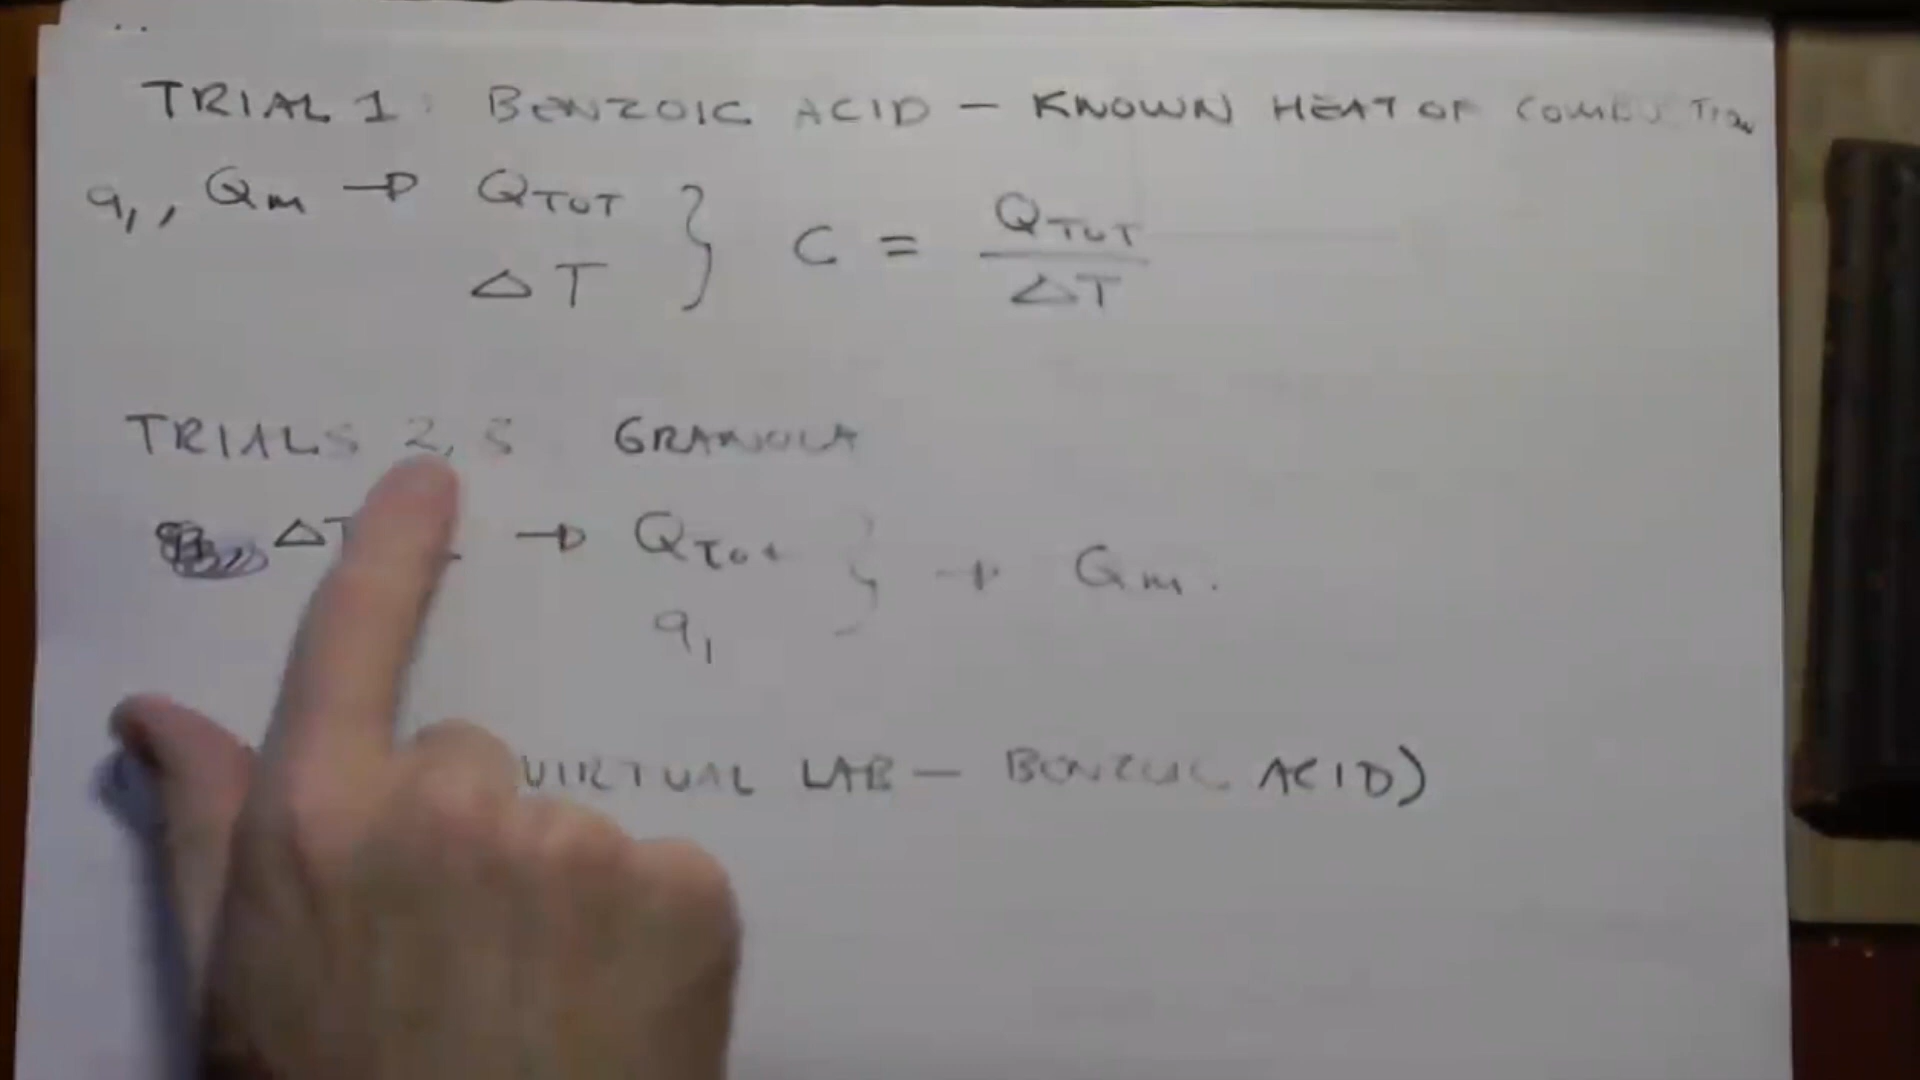 TRIAL 1: BENZOIC ACID — KNOWN HEAT OF COMBUSTION
q₁, Qm → QTOT } C = QTOT / ΔT
ΔT
TRIALS 2, 3 GRANOLA
ΔT → QTOT } → Qm.
q₁
VIRTUAL LAB — BENZOIC ACID)